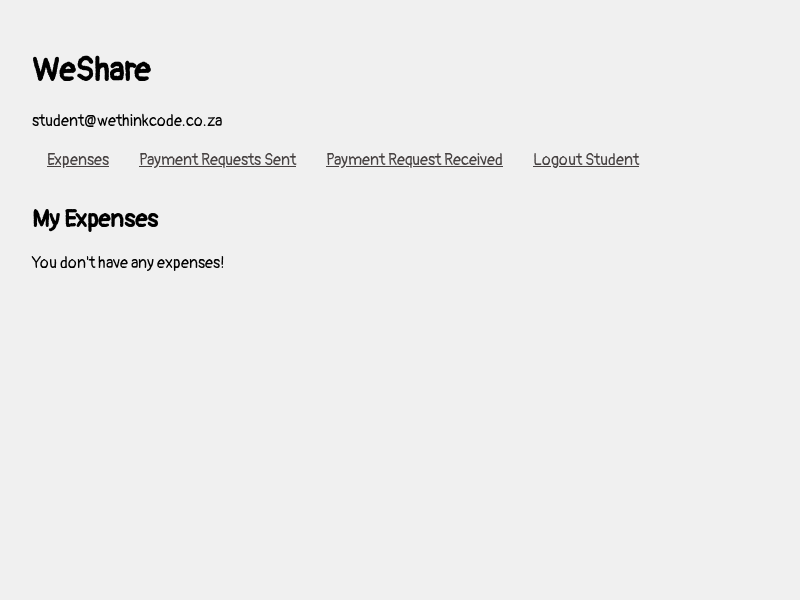 WeShare
student@wethinkcode.co.za
Expenses Payment Requests Sent Payment Request Received Logout Student
My Expenses
You don't have any expenses!